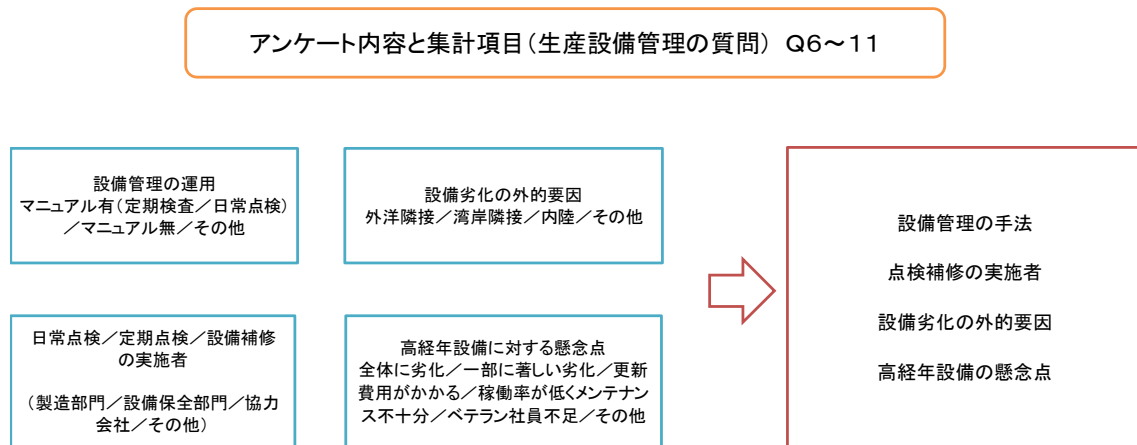 アンケート内容と集計項目(生産設備管理の質問) Q6~11
設備管理の運用
マニュアル有(定期検査/日常点検)
/マニュアル無/その他
設備劣化の外的要因
外洋隣接/湾岸隣接/内陸/その他
日常点検/定期点検/設備補修
の実施者
(製造部門/設備保全部門/協力
会社/その他)
高経年設備に対する懸念点
全体に劣化/一部に著しい劣化/更新
費用がかかる/稼働率が低くメンテナン
ス不十分/ベテラン社員不足/その他
設備管理の手法
点検補修の実施者
設備劣化の外的要因
高経年設備の懸念点